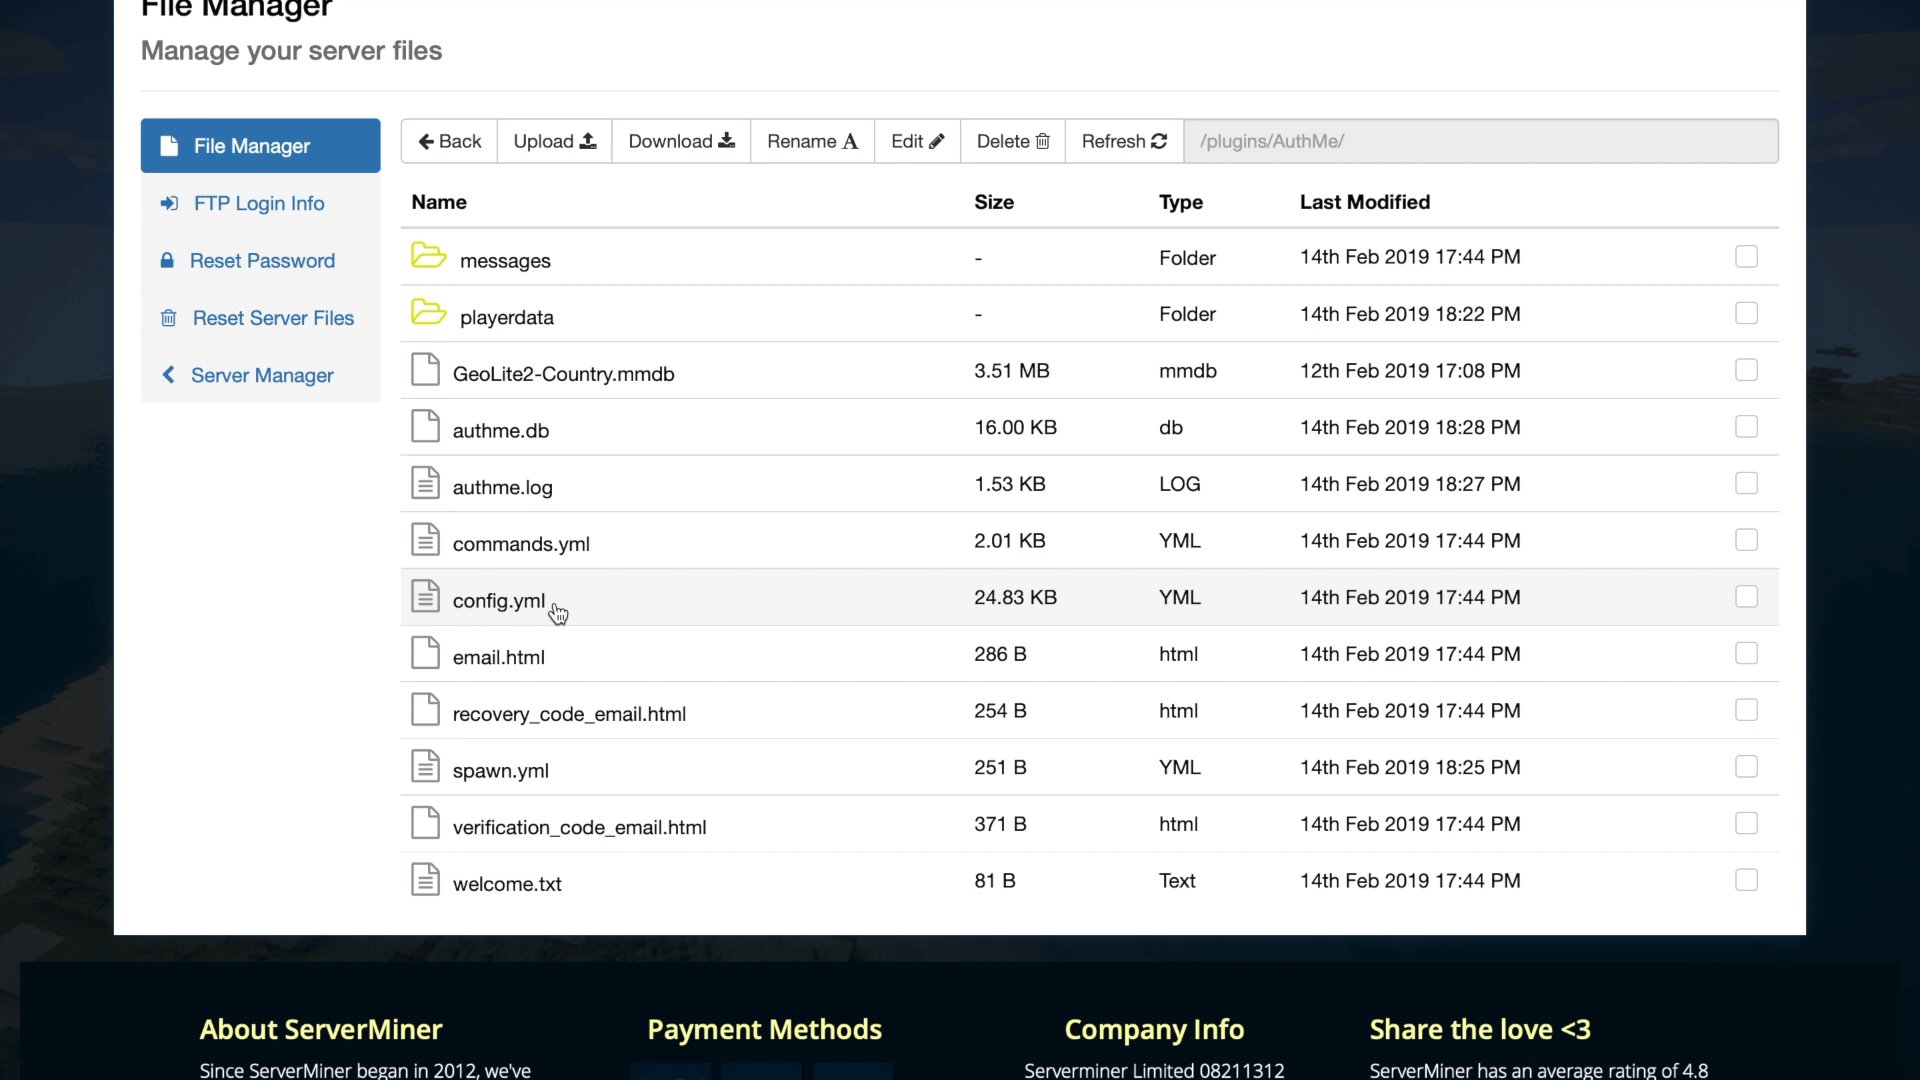 File Manager
Manage your server files
File Manager
FTP Login Info
Reset Password
Reset Server Files
Server Manager
Back Upload Download Rename Edit Delete Refresh /plugins/AuthMe/
Name Size Type Last Modified
messages - Folder 14th Feb 2019 17:44 PM
playerdata - Folder 14th Feb 2019 18:22 PM
GeoLite2-Country.mmdb 3.51 MB mmdb 12th Feb 2019 17:08 PM
authme.db 16.00 KB db 14th Feb 2019 18:28 PM
authme.log 1.53 KB LOG 14th Feb 2019 18:27 PM
commands.yml 2.01 KB YML 14th Feb 2019 17:44 PM
config.yml 24.83 KB YML 14th Feb 2019 17:44 PM
email.html 286 B html 14th Feb 2019 17:44 PM
recovery_code_email.html 254 B html 14th Feb 2019 17:44 PM
spawn.yml 251 B YML 14th Feb 2019 18:25 PM
verification_code_email.html 371 B html 14th Feb 2019 17:44 PM
welcome.txt 81 B Text 14th Feb 2019 17:44 PM
About ServerMiner
Since ServerMiner began in 2012, we've
Payment Methods
Company Info
Serverminer Limited 08211312
Share the love <3
ServerMiner has an average rating of 4.8